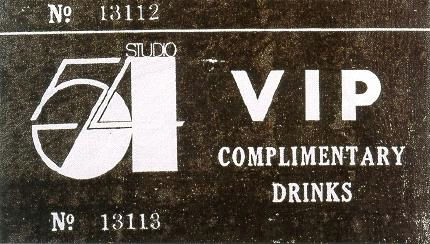 No 13112
STUDIO
54
VIP
COMPLIMENTARY
DRINKS
No 13113